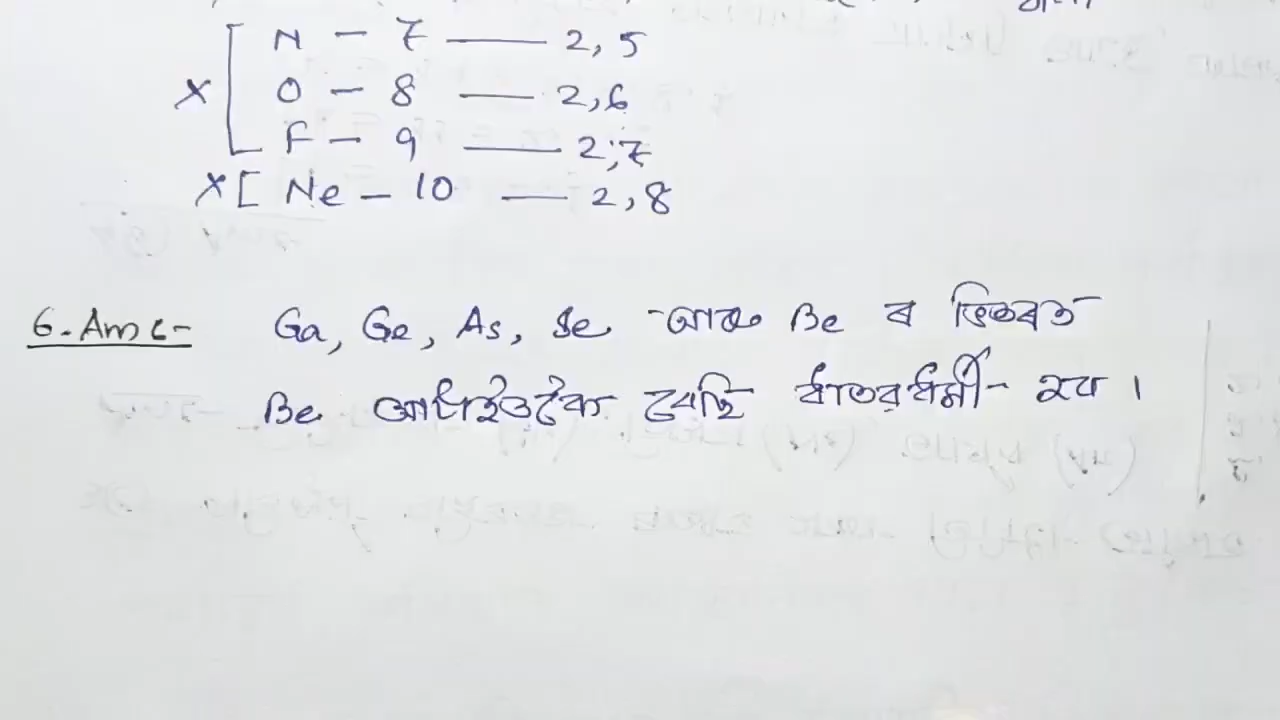 N - 7 — 2, 5
X [ O - 8 — 2,6
F - 9 — 2,7
X [ Ne - 10 — 2,8
6. Ans:- Ga, Ge, As, Se আৰু Be ৰ ভিতৰত
Be আটাইতকৈ বেছি ধাতৱধৰ্মী হয় ।